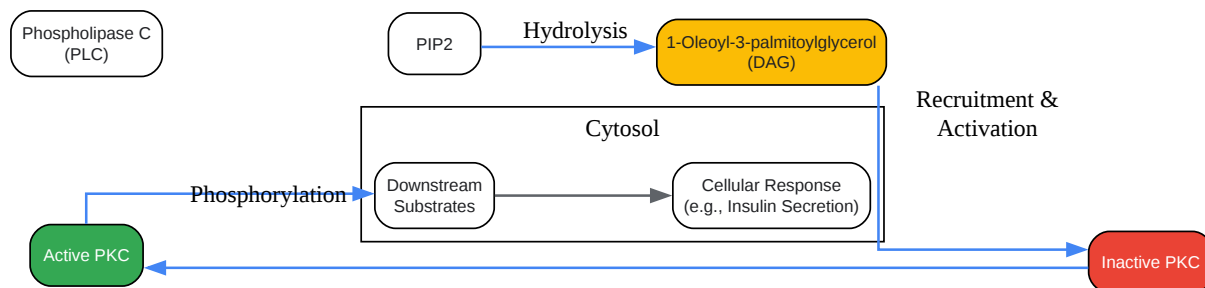 Phospholipase C
(PLC)
PIP2
Hydrolysis
1-Oleoyl-3-palmitoylglycerol
(DAG)
Recruitment &
Activation
Cytosol
Phosphorylation
Downstream
Substrates
Cellular Response
(e.g., Insulin Secretion)
Active PKC
Inactive PKC